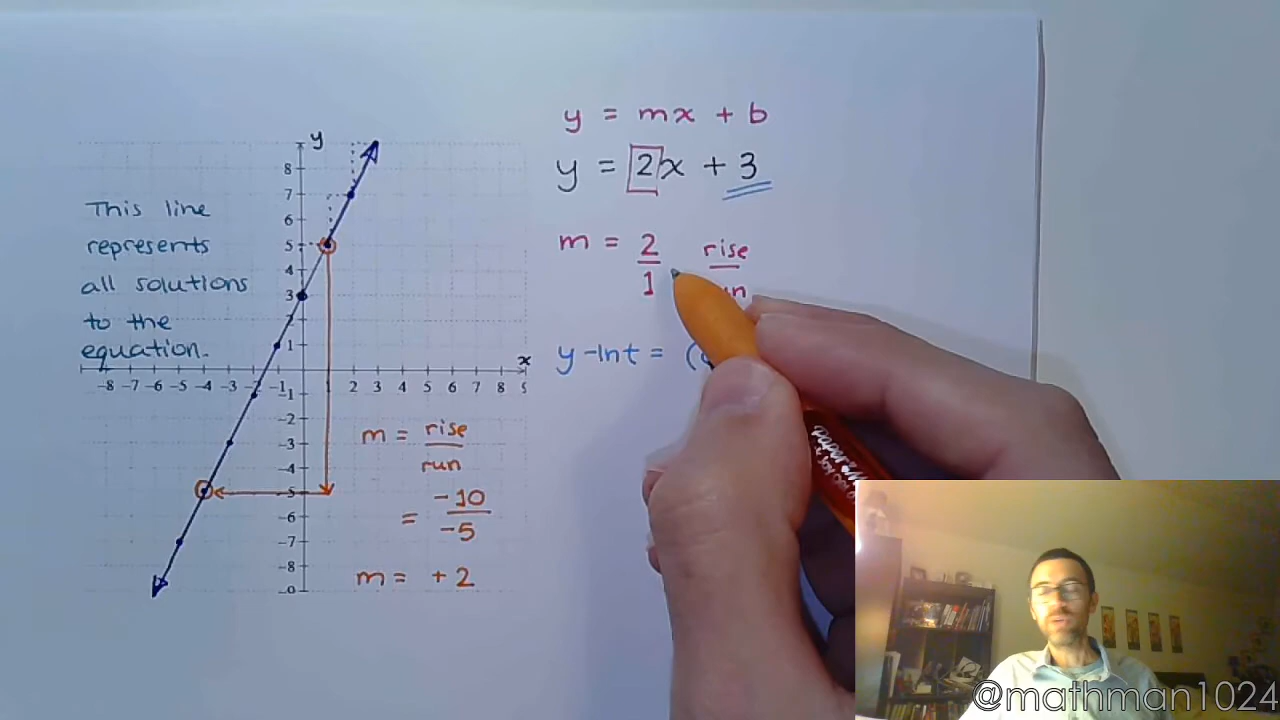 y
8
7
6
5
4
3
2
1
x
-8 -7 -6 -5 -4 -3 -2 -1 1 2 3 4 5 6 7 8
-1
-2
-3
-4
-5
-6
-7
-8
This line
represents
all solutions
to the
equation.
m = rise
run
= -10
-5
m = +2
y = mx + b
y = 2x + 3
m = 2
1
rise
y-int =
@mathman1024